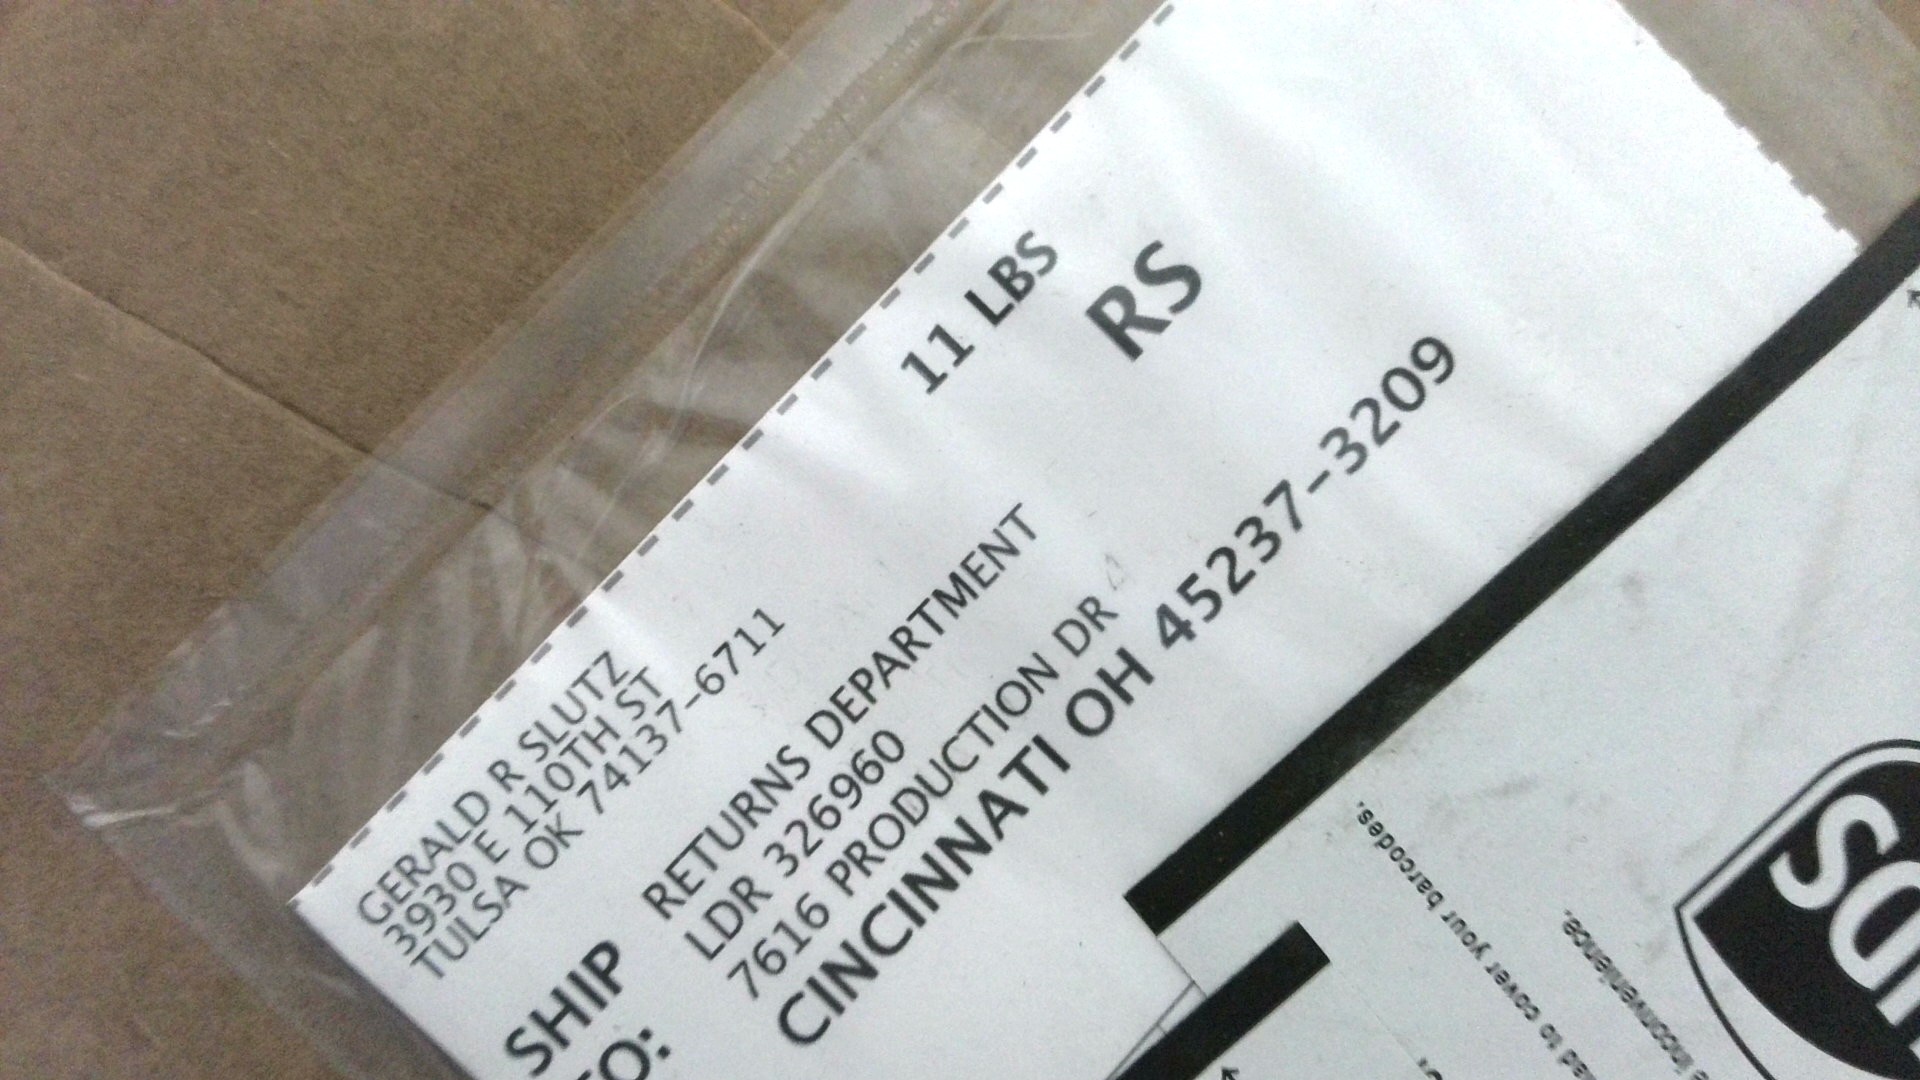 GERALD R SLUTZ
3930 E 110TH ST
TULSA OK 74137-6711
11 LBS
RS
SHIP
TO:
RETURNS DEPARTMENT
LDR 326960
7616 PRODUCTION DR
CINCINNATI OH 45237-3209
to cover your barcodes.
inconvenience.